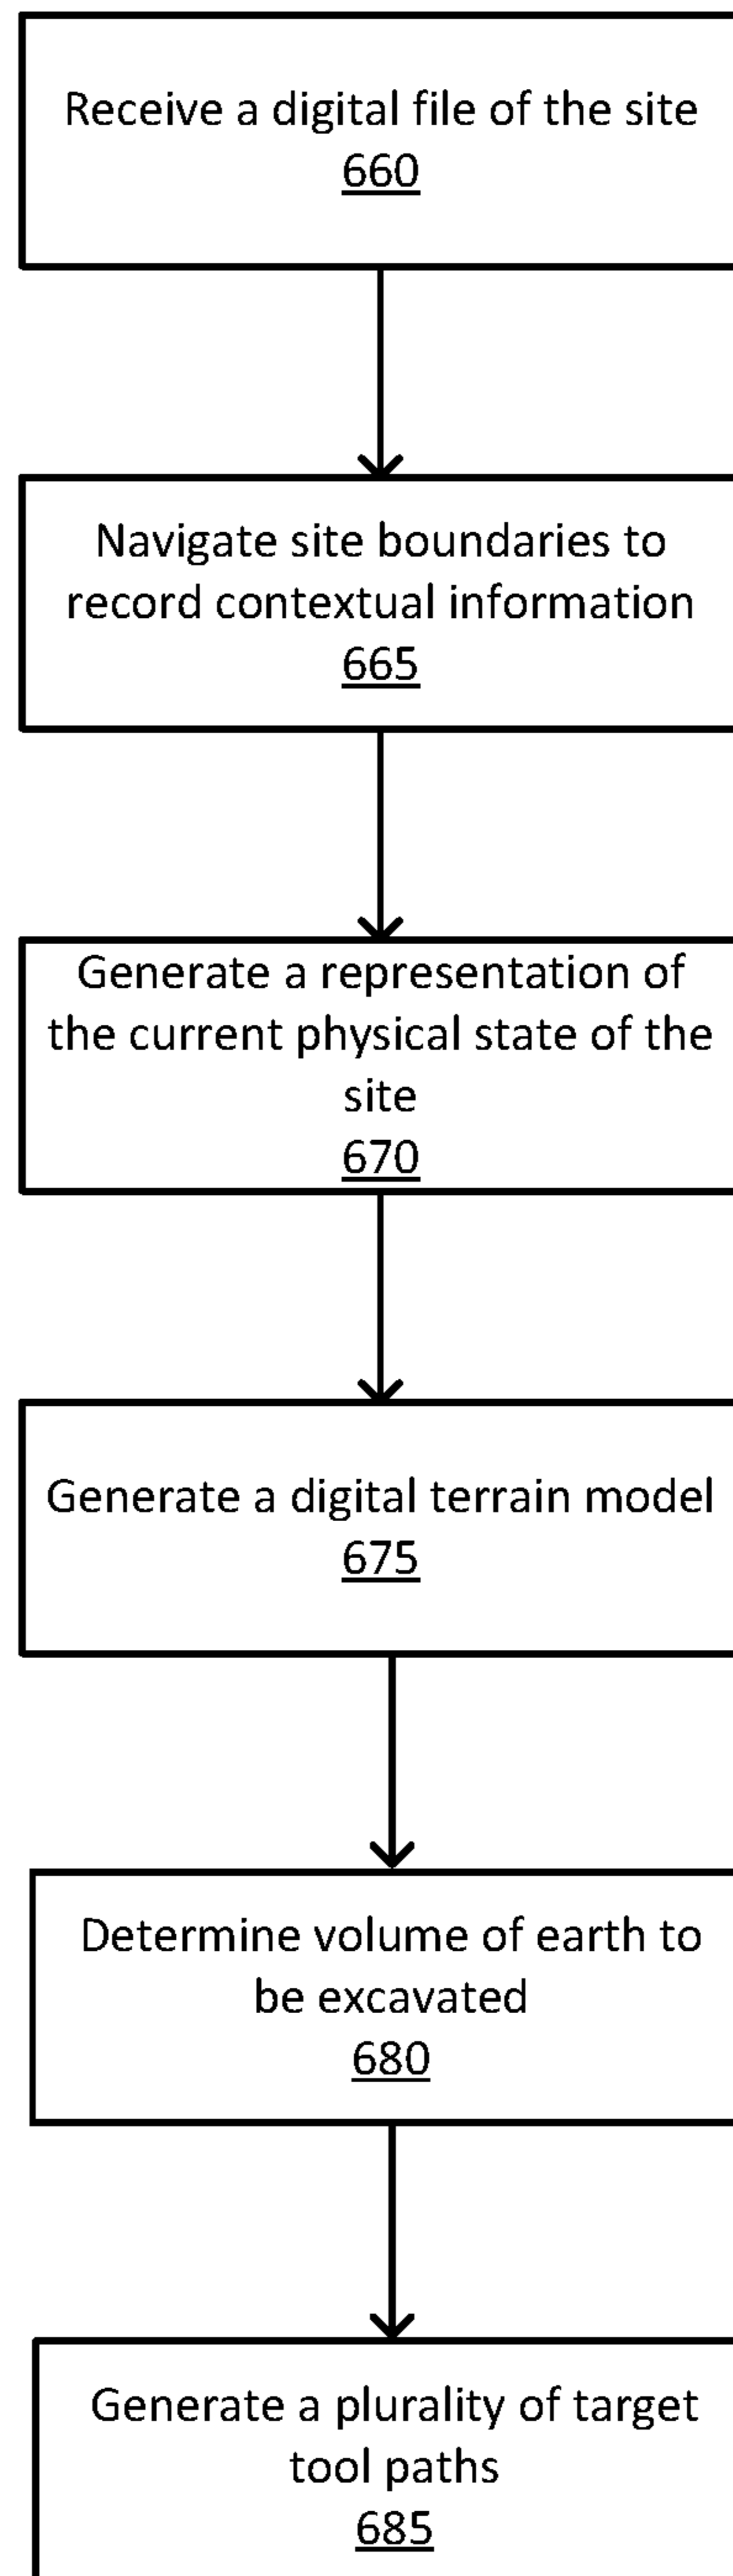 Receive a digital file of the site
660
Navigate site boundaries to
record contextual information
665
Generate a representation of
the current physical state of the
site
670
Generate a digital terrain model
675
Determine volume of earth to
be excavated
680
Generate a plurality of target
tool paths
685